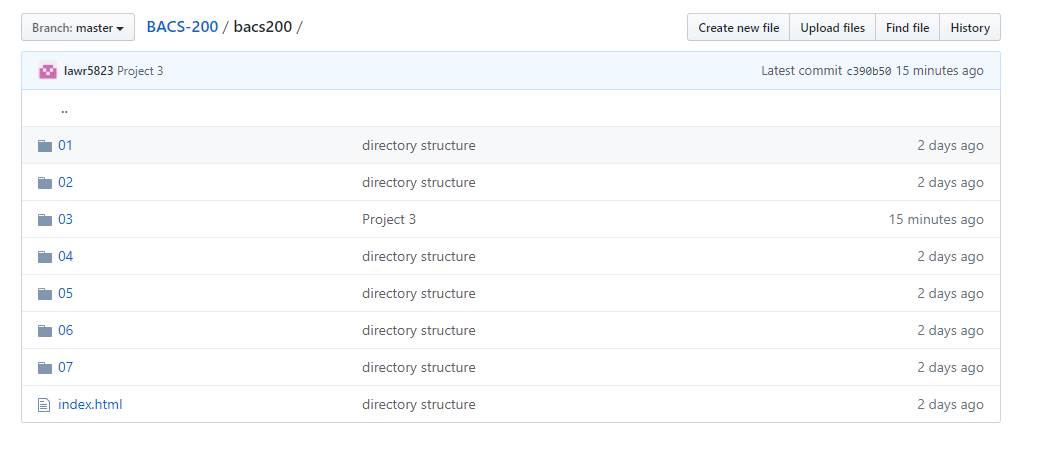 Branch: master BACS-200 / bacs200 / Create new file Upload files Find file History
lawr5823 Project 3 Latest commit c390b50 15 minutes ago
..
01 directory structure 2 days ago
02 directory structure 2 days ago
03 Project 3 15 minutes ago
04 directory structure 2 days ago
05 directory structure 2 days ago
06 directory structure 2 days ago
07 directory structure 2 days ago
index.html directory structure 2 days ago